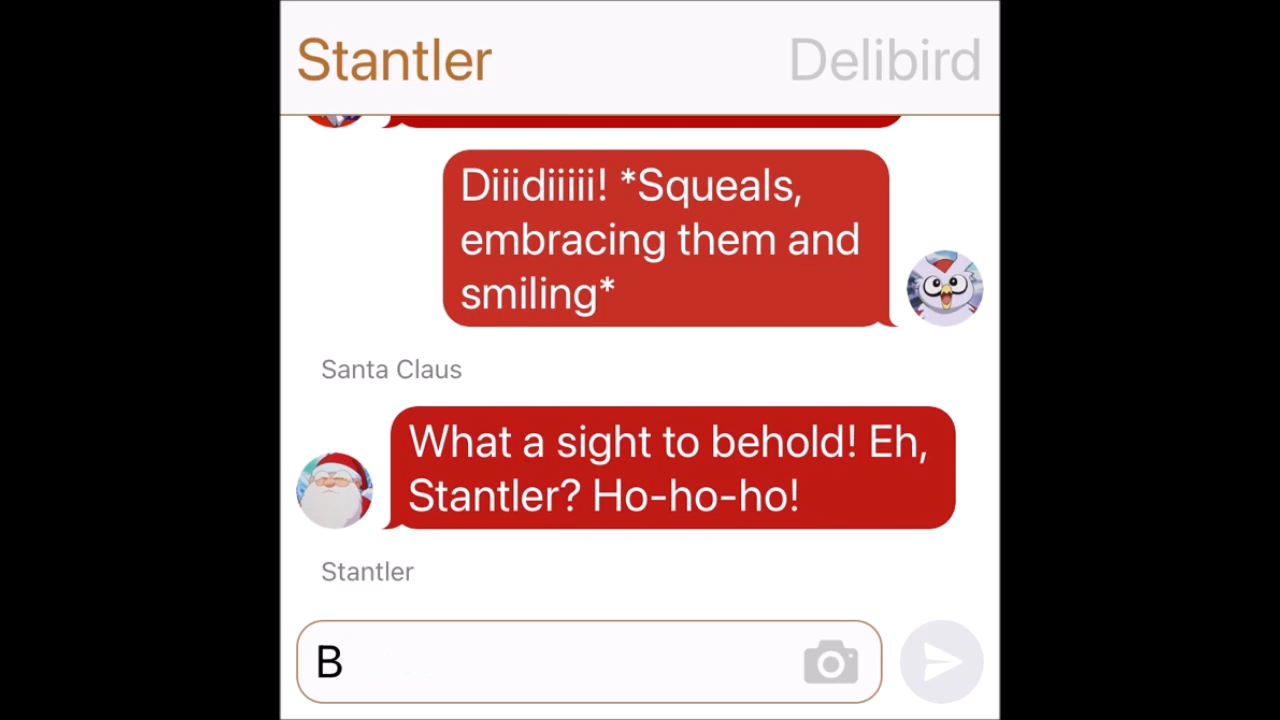 Stantler Delibird
Diiidiiiii! *Squeals,
embracing them and
smiling*
Santa Claus
What a sight to behold! Eh,
Stantler? Ho-ho-ho!
Stantler
B